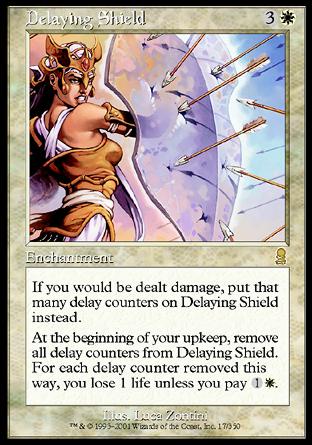 Delaying Shield 3
Enchantment
If you would be dealt damage, put that
many delay counters on Delaying Shield
instead.
At the beginning of your upkeep, remove
all delay counters from Delaying Shield.
For each delay counter removed this
way, you lose 1 life unless you pay 1 .
Illus. Luca Zontini
™ & © 1993-2001 Wizards of the Coast, Inc. 17/350